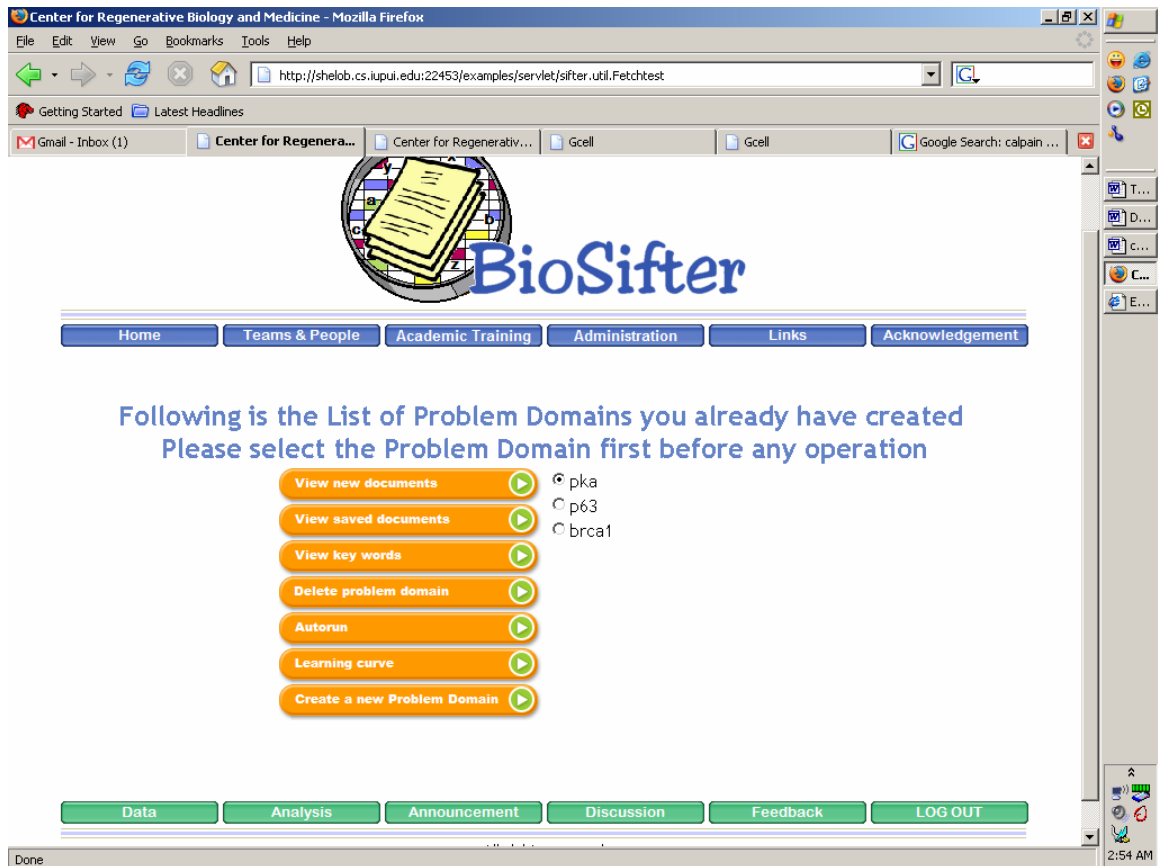 Center for Regenerative Biology and Medicine - Mozilla Firefox
File Edit View Go Bookmarks Tools Help
http://shelob.cs.iupui.edu:22453/examples/servlet/sifter.util.Fetchtest
G
Getting Started Latest Headlines
Gmail - Inbox (1) Center for Regenera... Center for Regenerativ... Gcell Gcell Google Search: calpain ...
BioSifter
Home Teams & People Academic Training Administration Links Acknowledgement
Following is the List of Problem Domains you already have created
Please select the Problem Domain first before any operation
View new documents pka
View saved documents p63
brca1
View key words
Delete problem domain
Autorun
Learning curve
Create a new Problem Domain
Data Analysis Announcement Discussion Feedback LOG OUT
Done
T...
D...
c...
C...
E...
2:54 AM